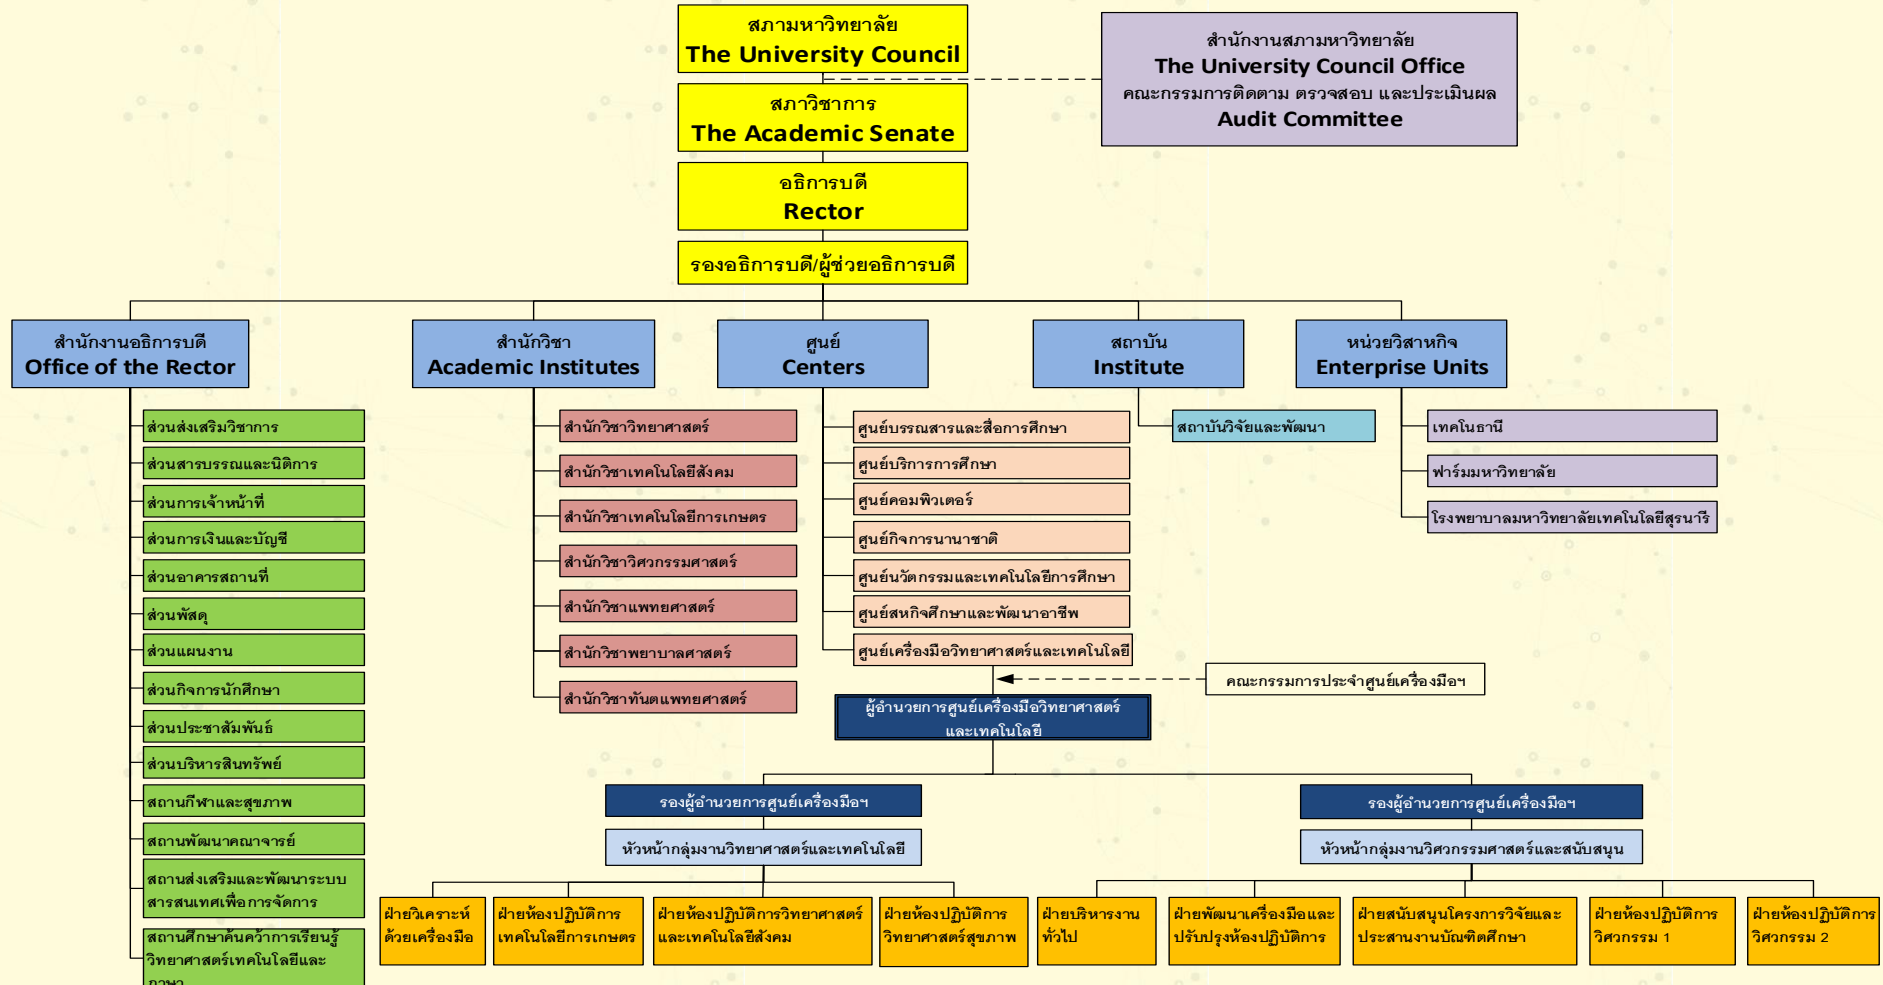 สภามหาวิทยาลัย
The University Council
สำนักงานสภามหาวิทยาลัย
The University Council Office
คณะกรรมการติดตาม ตรวจสอบ และประเมินผล
Audit Committee
สภาวิชาการ
The Academic Senate
อธิการบดี
Rector
รองอธิการบดี/ผู้ช่วยอธิการบดี
สำนักงานอธิการบดี
Office of the Rector
สำนักวิชา
Academic Institutes
ศูนย์
Centers
สถาบัน
Institute
หน่วยวิสาหกิจ
Enterprise Units
ส่วนส่งเสริมวิชาการ
ส่วนสารบรรณและนิติการ
ส่วนการเจ้าหน้าที่
ส่วนการเงินและบัญชี
ส่วนอาคารสถานที่
ส่วนพัสดุ
ส่วนแผนงาน
ส่วนกิจการนักศึกษา
ส่วนประชาสัมพันธ์
ส่วนบริหารสินทรัพย์
สถานกีฬาและสุขภาพ
สถานพัฒนาคณาจารย์
สถานส่งเสริมและพัฒนาระบบ
สารสนเทศเพื่อการจัดการ
สถานศึกษาค้นคว้าการเรียนรู้
วิทยาศาสตร์เทคโนโลยีและ
ภาษา
สำนักวิชาวิทยาศาสตร์
สำนักวิชาเทคโนโลยีสังคม
สำนักวิชาเทคโนโลยีการเกษตร
สำนักวิชาวิศวกรรมศาสตร์
สำนักวิชาแพทยศาสตร์
สำนักวิชาพยาบาลศาสตร์
สำนักวิชาทันตแพทยศาสตร์
ศูนย์บรรณสารและสื่อการศึกษา
ศูนย์บริการการศึกษา
ศูนย์คอมพิวเตอร์
ศูนย์กิจการนานาชาติ
ศูนย์นวัตกรรมและเทคโนโลยีการศึกษา
ศูนย์สหกิจศึกษาและพัฒนาอาชีพ
ศูนย์เครื่องมือวิทยาศาสตร์และเทคโนโลยี
สถาบันวิจัยและพัฒนา
เทคโนธานี
ฟาร์มมหาวิทยาลัย
โรงพยาบาลมหาวิทยาลัยเทคโนโลยีสุรนารี
คณะกรรมการประจำศูนย์เครื่องมือฯ
ผู้อำนวยการศูนย์เครื่องมือวิทยาศาสตร์
และเทคโนโลยี
รองผู้อำนวยการศูนย์เครื่องมือฯ
หัวหน้ากลุ่มงานวิทยาศาสตร์และเทคโนโลยี
รองผู้อำนวยการศูนย์เครื่องมือฯ
หัวหน้ากลุ่มงานวิศวกรรมศาสตร์และสนับสนุน
ฝ่ายวิเคราะห์
ด้วยเครื่องมือ
ฝ่ายห้องปฏิบัติการ
เทคโนโลยีการเกษตร
ฝ่ายห้องปฏิบัติการวิทยาศาสตร์
และเทคโนโลยีสังคม
ฝ่ายห้องปฏิบัติการ
วิทยาศาสตร์สุขภาพ
ฝ่ายบริหารงาน
ทั่วไป
ฝ่ายพัฒนาเครื่องมือและ
ปรับปรุงห้องปฏิบัติการ
ฝ่ายสนับสนุนโครงการวิจัยและ
ประสานงานบัณฑิตศึกษา
ฝ่ายห้องปฏิบัติการ
วิศวกรรม 1
ฝ่ายห้องปฏิบัติการ
วิศวกรรม 2